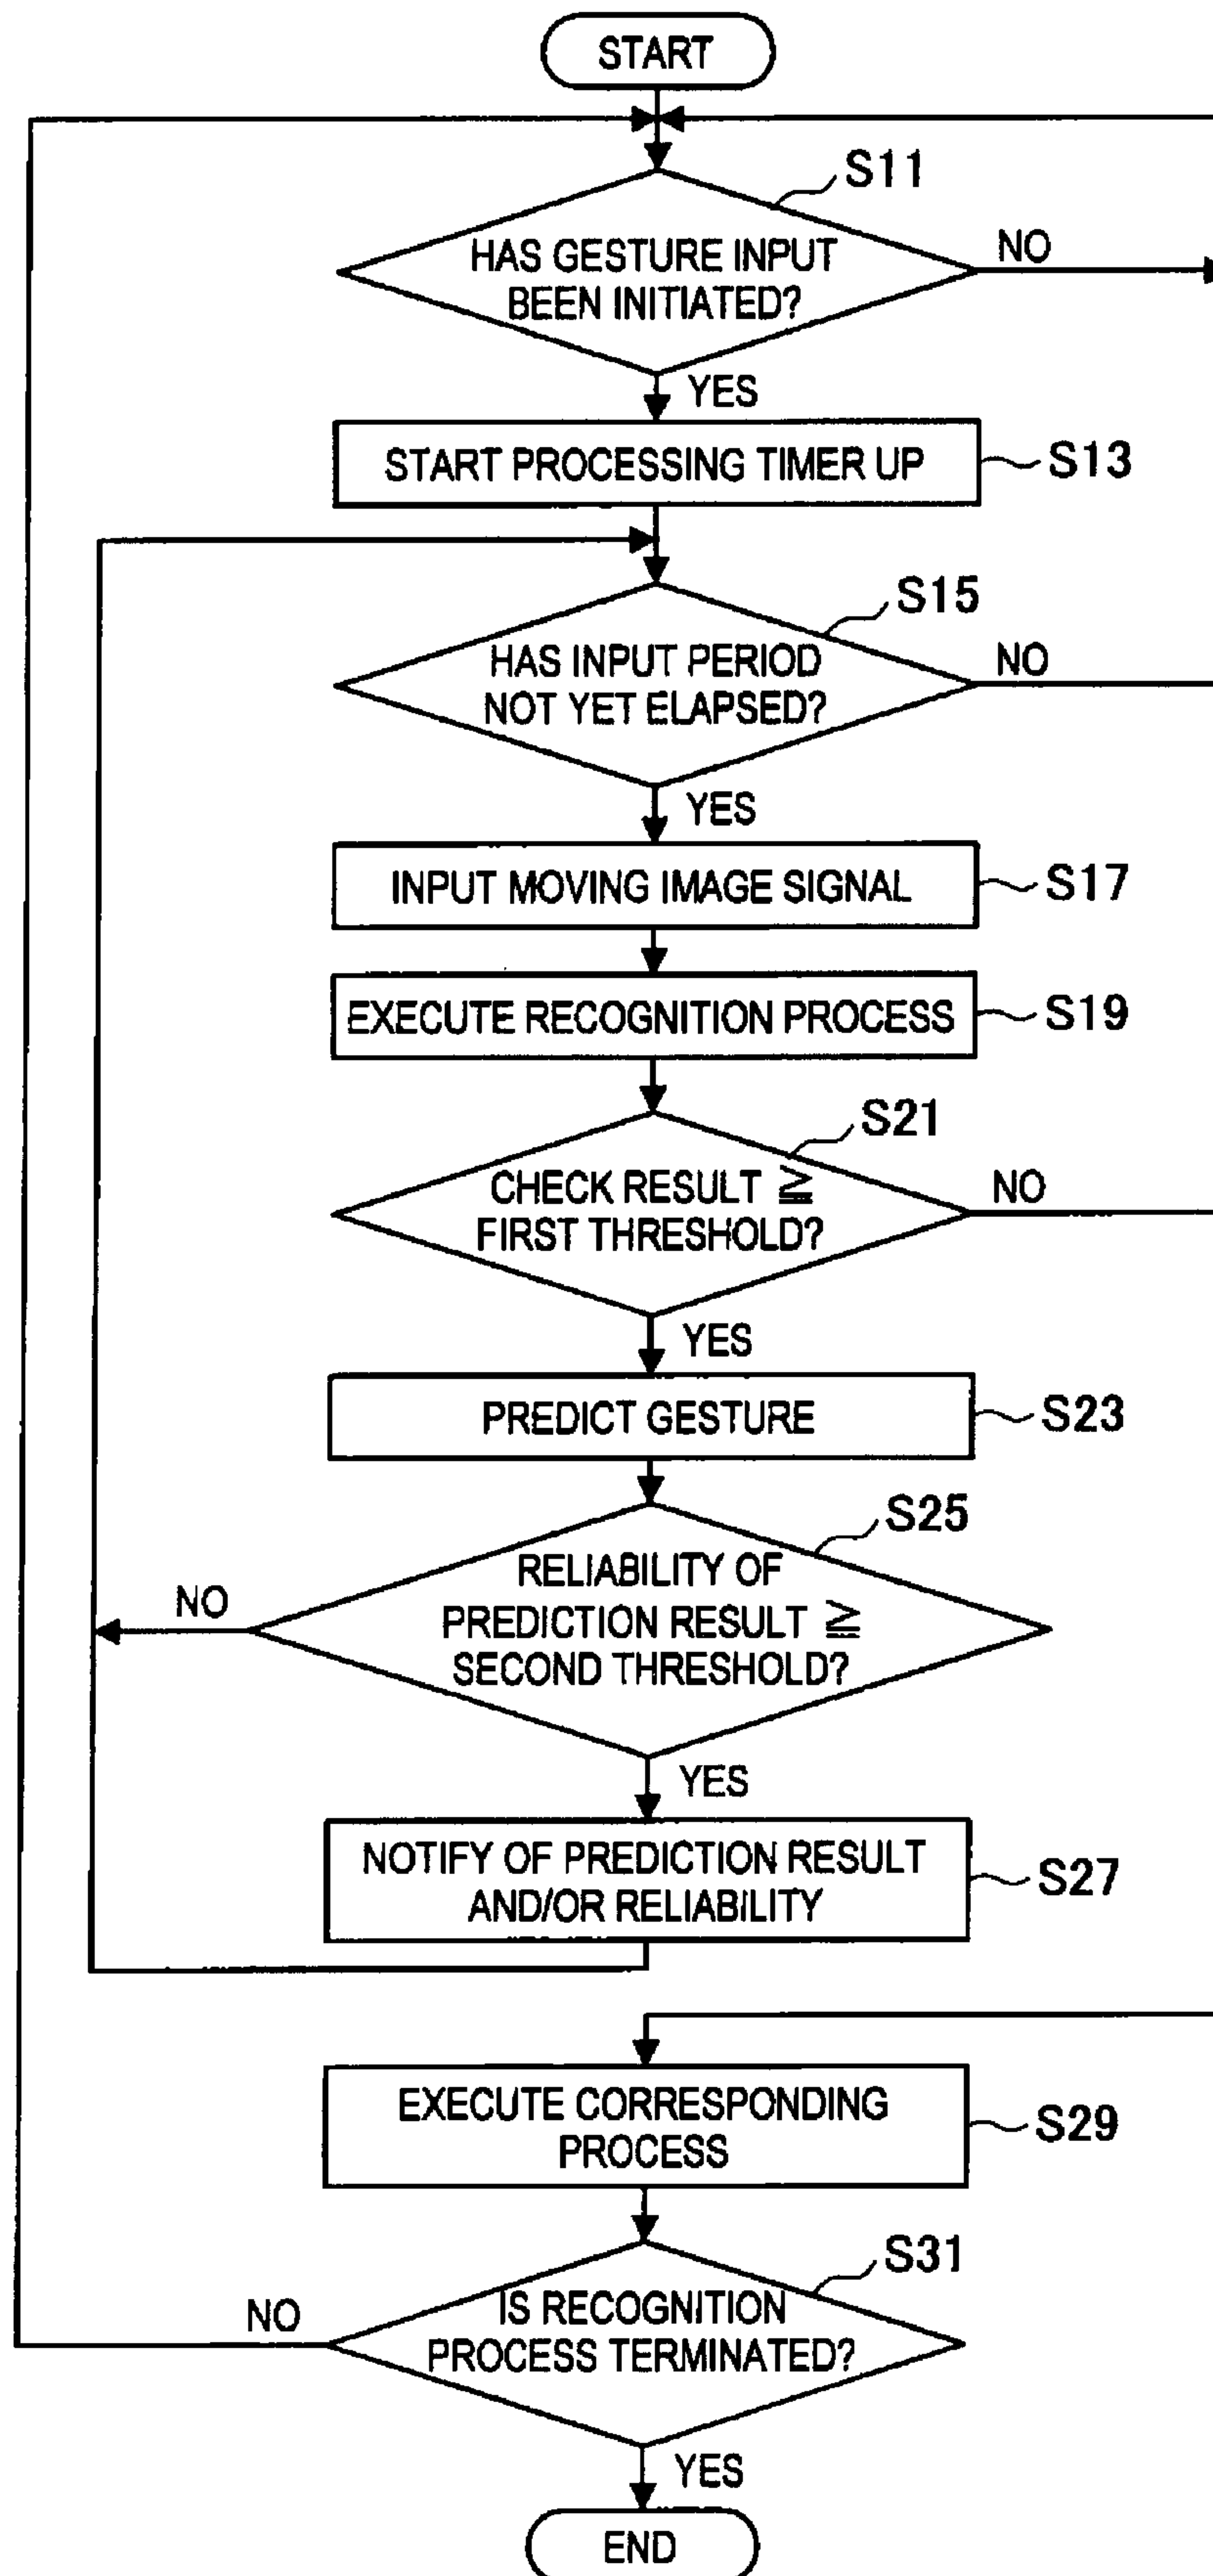 START
S11
HAS GESTURE INPUT
BEEN INITIATED?
NO
YES
START PROCESSING TIMER UP
S13
S15
HAS INPUT PERIOD
NOT YET ELAPSED?
NO
YES
INPUT MOVING IMAGE SIGNAL
S17
EXECUTE RECOGNITION PROCESS
S19
S21
CHECK RESULT ≧
FIRST THRESHOLD?
NO
YES
PREDICT GESTURE
S23
S25
RELIABILITY OF
PREDICTION RESULT ≧
SECOND THRESHOLD?
NO
YES
NOTIFY OF PREDICTION RESULT
AND/OR RELIABILITY
S27
EXECUTE CORRESPONDING
PROCESS
S29
S31
IS RECOGNITION
PROCESS TERMINATED?
NO
YES
END